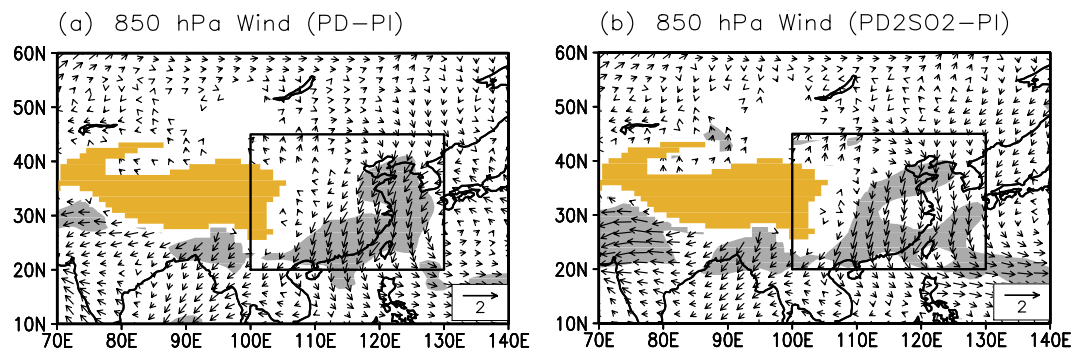 (a) 850 hPa Wind (PD-PI)
60N
50N
40N
30N
20N
10N
2
70E 80E 90E 100E 110E 120E 130E 140E
(b) 850 hPa Wind (PD2SO2-PI)
60N
50N
40N
30N
20N
10N
2
70E 80E 90E 100E 110E 120E 130E 140E